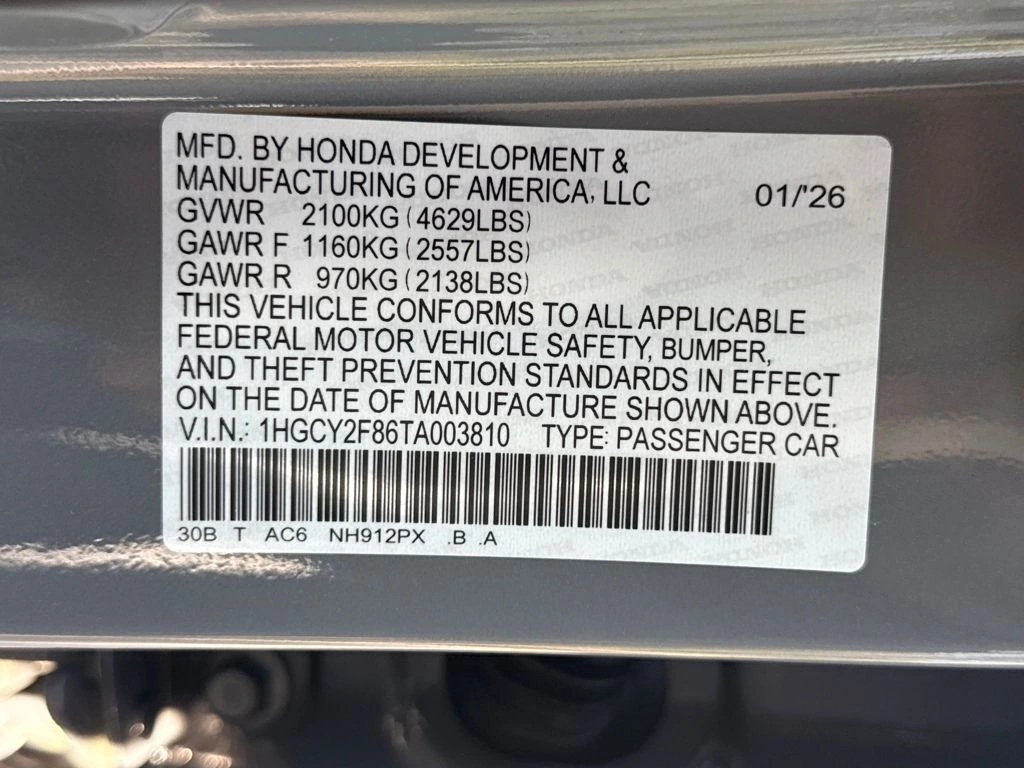 MFD. BY HONDA DEVELOPMENT &
MANUFACTURING OF AMERICA, LLC 01/'26
GVWR 2100KG (4629LBS)
GAWR F 1160KG (2557LBS)
GAWR R 970KG (2138LBS)
THIS VEHICLE CONFORMS TO ALL APPLICABLE
FEDERAL MOTOR VEHICLE SAFETY, BUMPER,
AND THEFT PREVENTION STANDARDS IN EFFECT
ON THE DATE OF MANUFACTURE SHOWN ABOVE.
V.I.N.: 1HGCY2F86TA003810 TYPE: PASSENGER CAR
30B T AC6 NH912PX .B .A